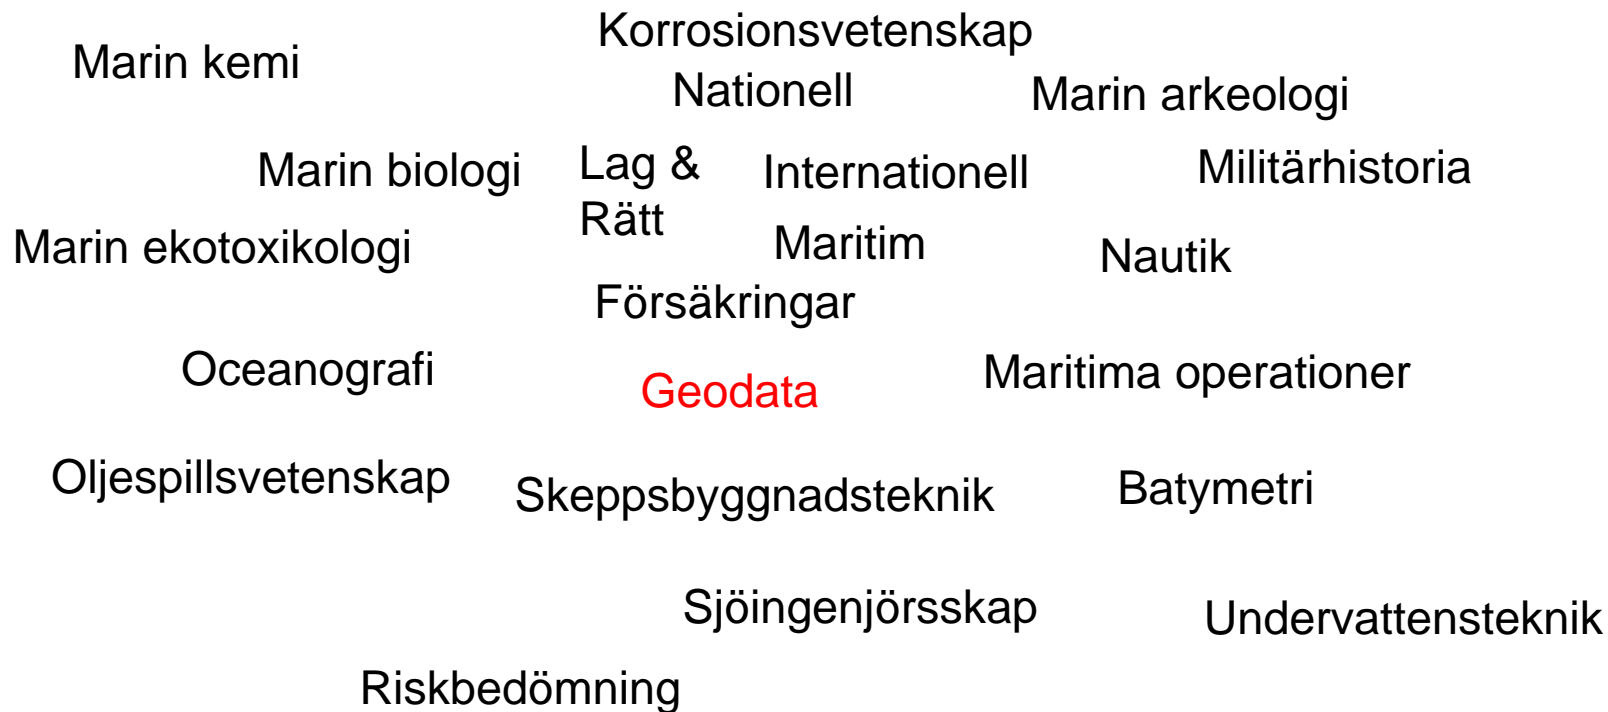 Korrosionsvetenskap
Marin kemi
Nationell
Marin arkeologi
Marin biologi
Lag &
Rätt
Internationell
Militärhistoria
Marin ekotoxikologi
Maritim
Nautik
Försäkringar
Oceanografi
Geodata
Maritima operationer
Oljespillsvetenskap
Skeppsbyggnadsteknik
Batymetri
Sjöingenjörsskap
Undervattensteknik
Riskbedömning